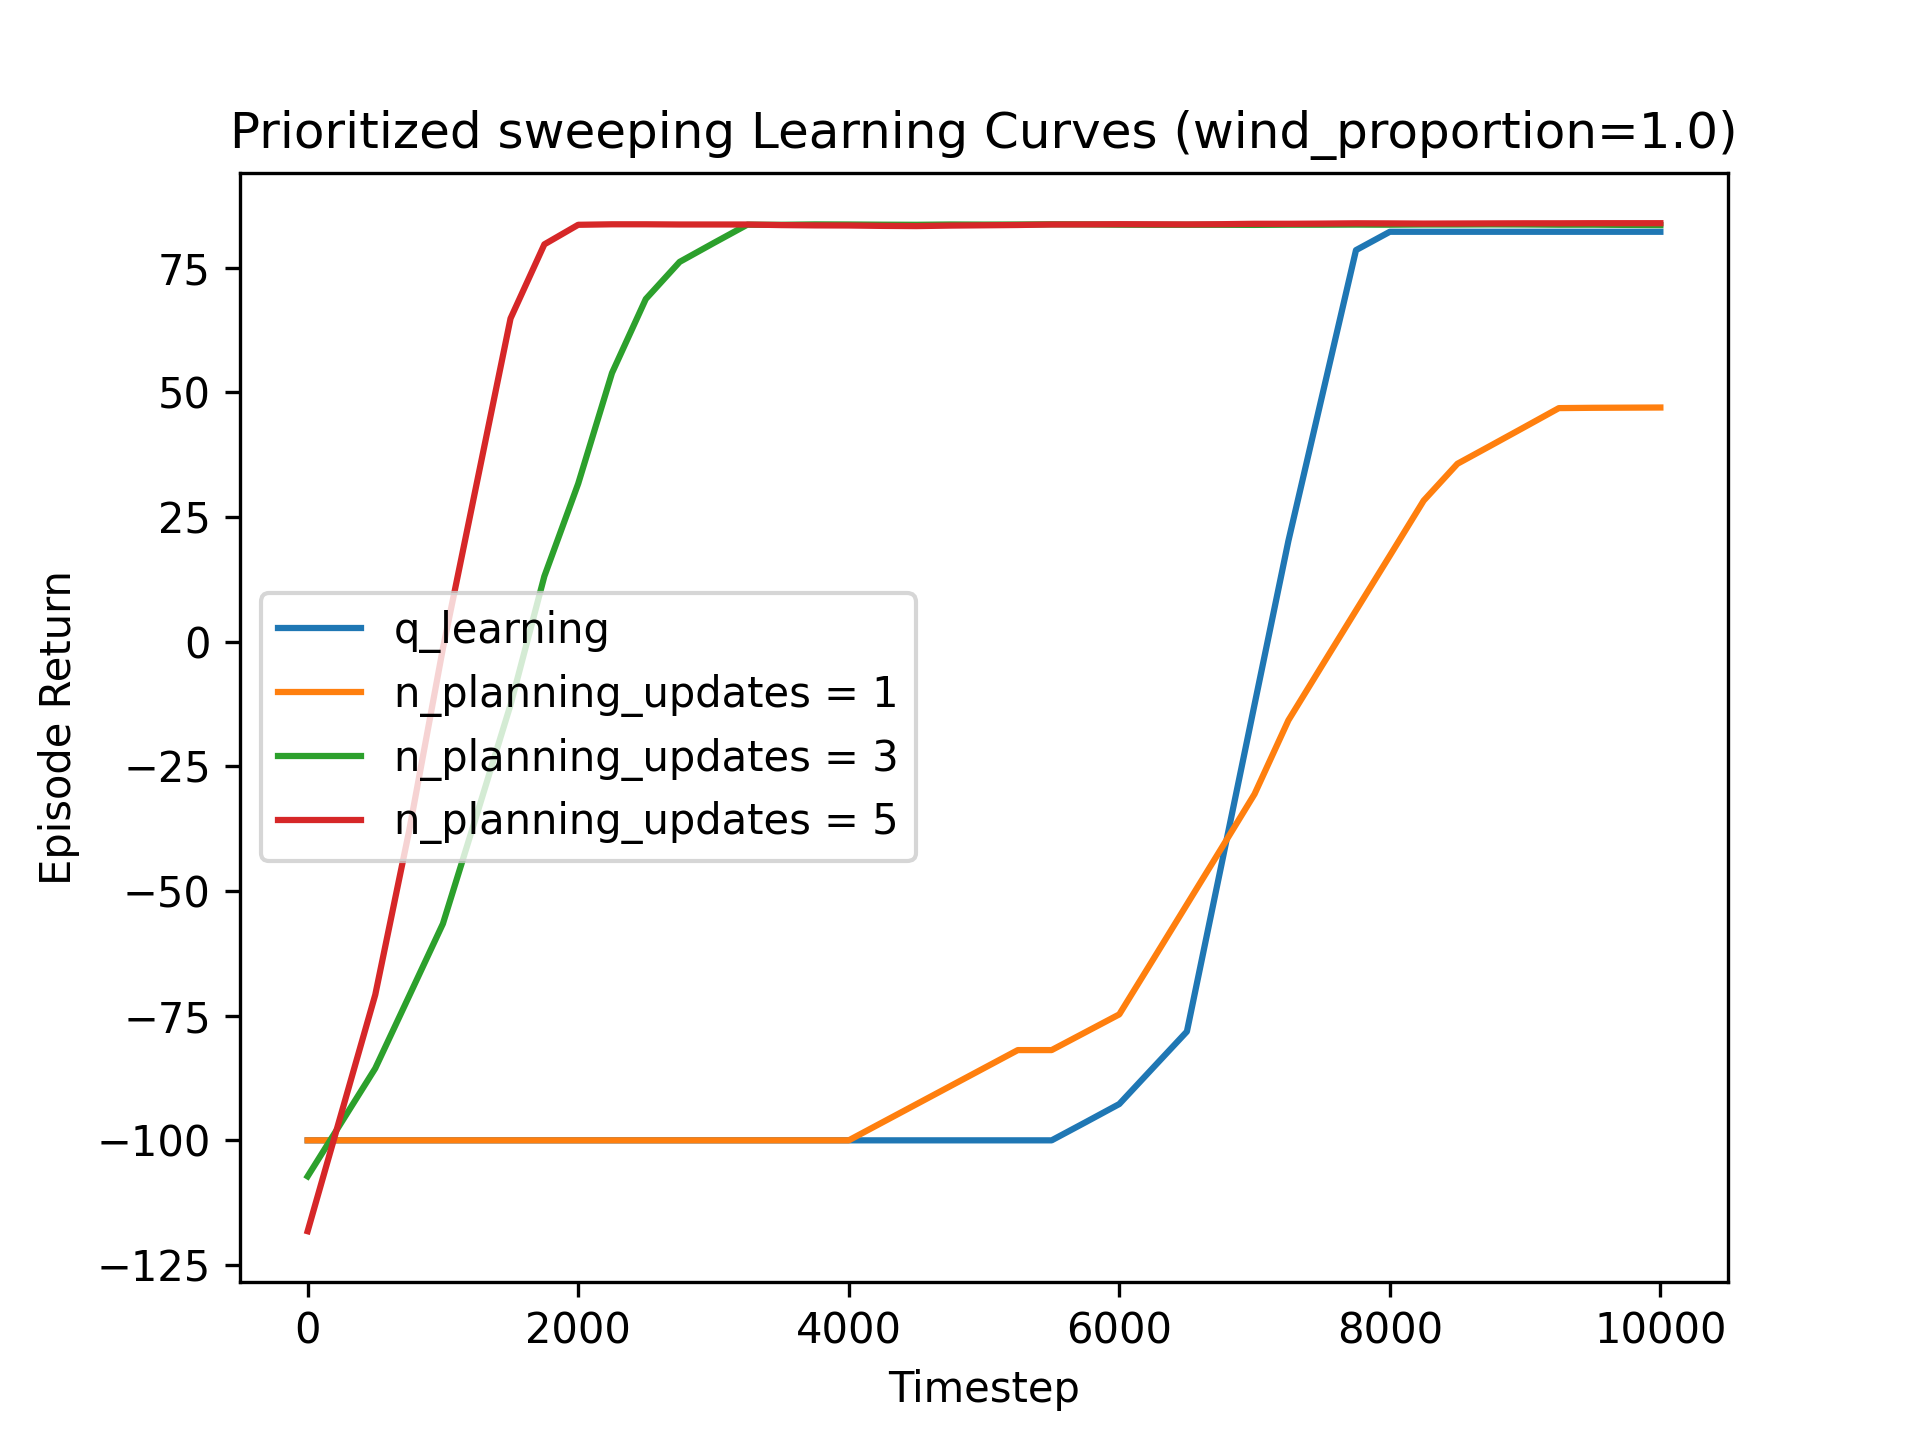 Prioritized sweeping Learning Curves (wind_proportion=1.0)
Episode Return
75
50
25
0
−25
−50
−75
−100
−125
q_learning
n_planning_updates = 1
n_planning_updates = 3
n_planning_updates = 5
0 2000 4000 6000 8000 10000
Timestep